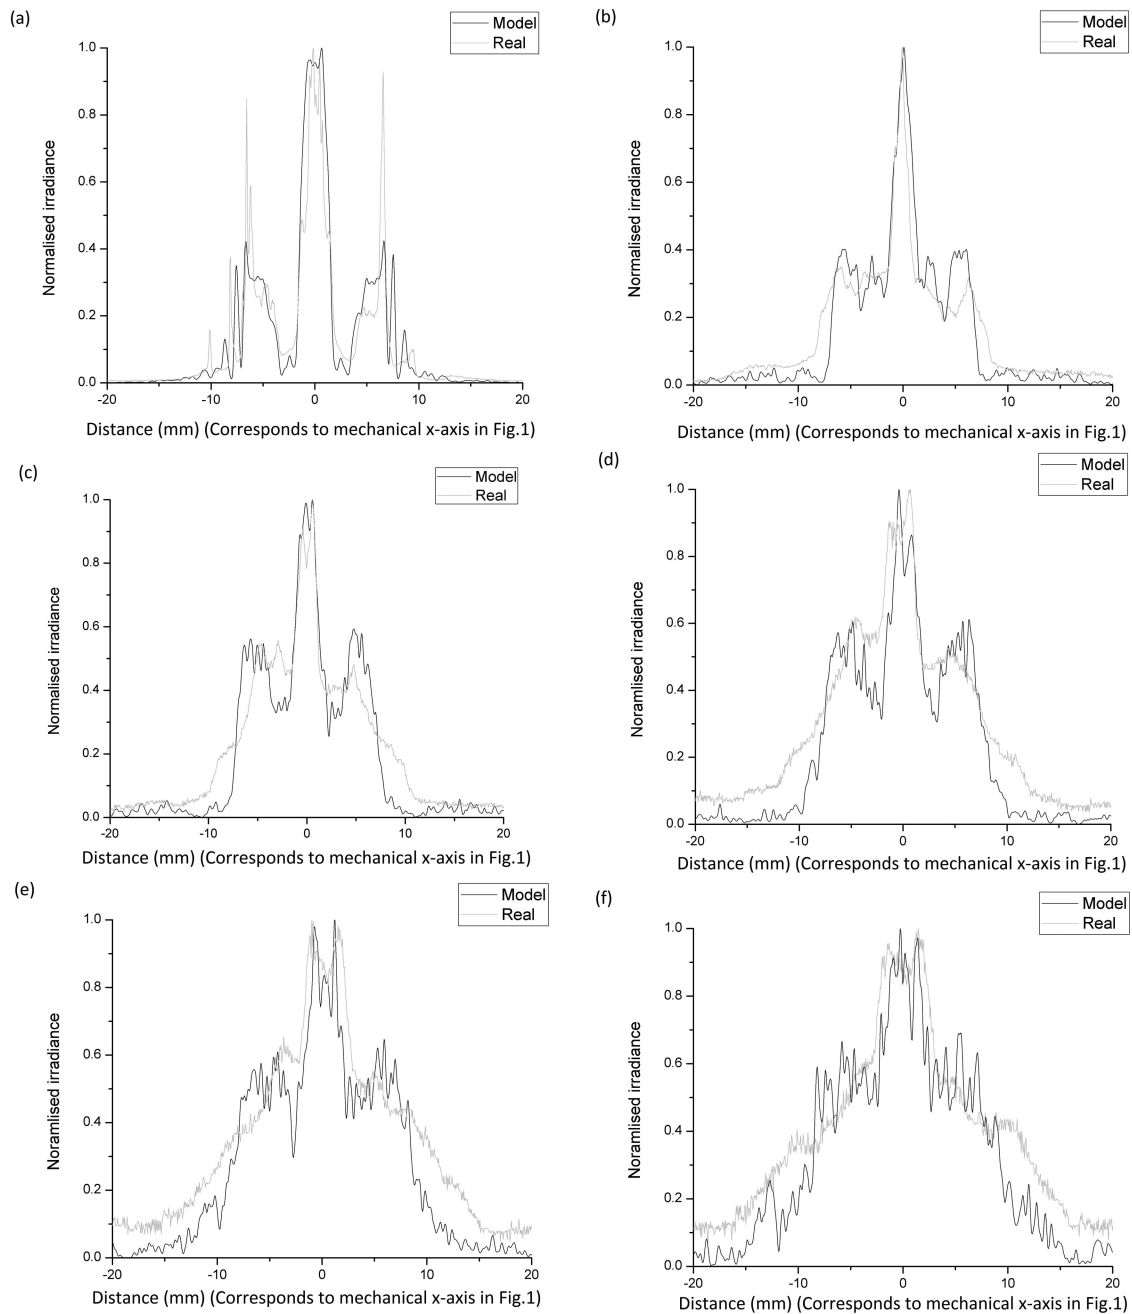 (a)
Model
Real
1.0
0.8
0.6
0.4
0.2
0.0
Normalised irradiance
-20 -10 0 10 20
Distance (mm) (Corresponds to mechanical x-axis in Fig.1)
(b)
Model
Real
1.0
0.8
0.6
0.4
0.2
0.0
Normalised irradiance
-20 -10 0 10 20
Distance (mm) (Corresponds to mechanical x-axis in Fig.1)
(c)
Model
Real
1.0
0.8
0.6
0.4
0.2
0.0
Normalised irradiance
-20 -10 0 10 20
Distance (mm) (Corresponds to mechanical x-axis in Fig.1)
(d)
Model
Real
1.0
0.8
0.6
0.4
0.2
0.0
Noramlised irradiance
-20 -10 0 10 20
Distance (mm) (Corresponds to mechanical x-axis in Fig.1)
(e)
Model
Real
1.0
0.8
0.6
0.4
0.2
0.0
Noramlised irradiance
-20 -10 0 10 20
Distance (mm) (Corresponds to mechanical x-axis in Fig.1)
(f)
Model
Real
1.0
0.8
0.6
0.4
0.2
0.0
Noramlised irradiance
-20 -10 0 10 20
Distance (mm) (Corresponds to mechanical x-axis in Fig.1)